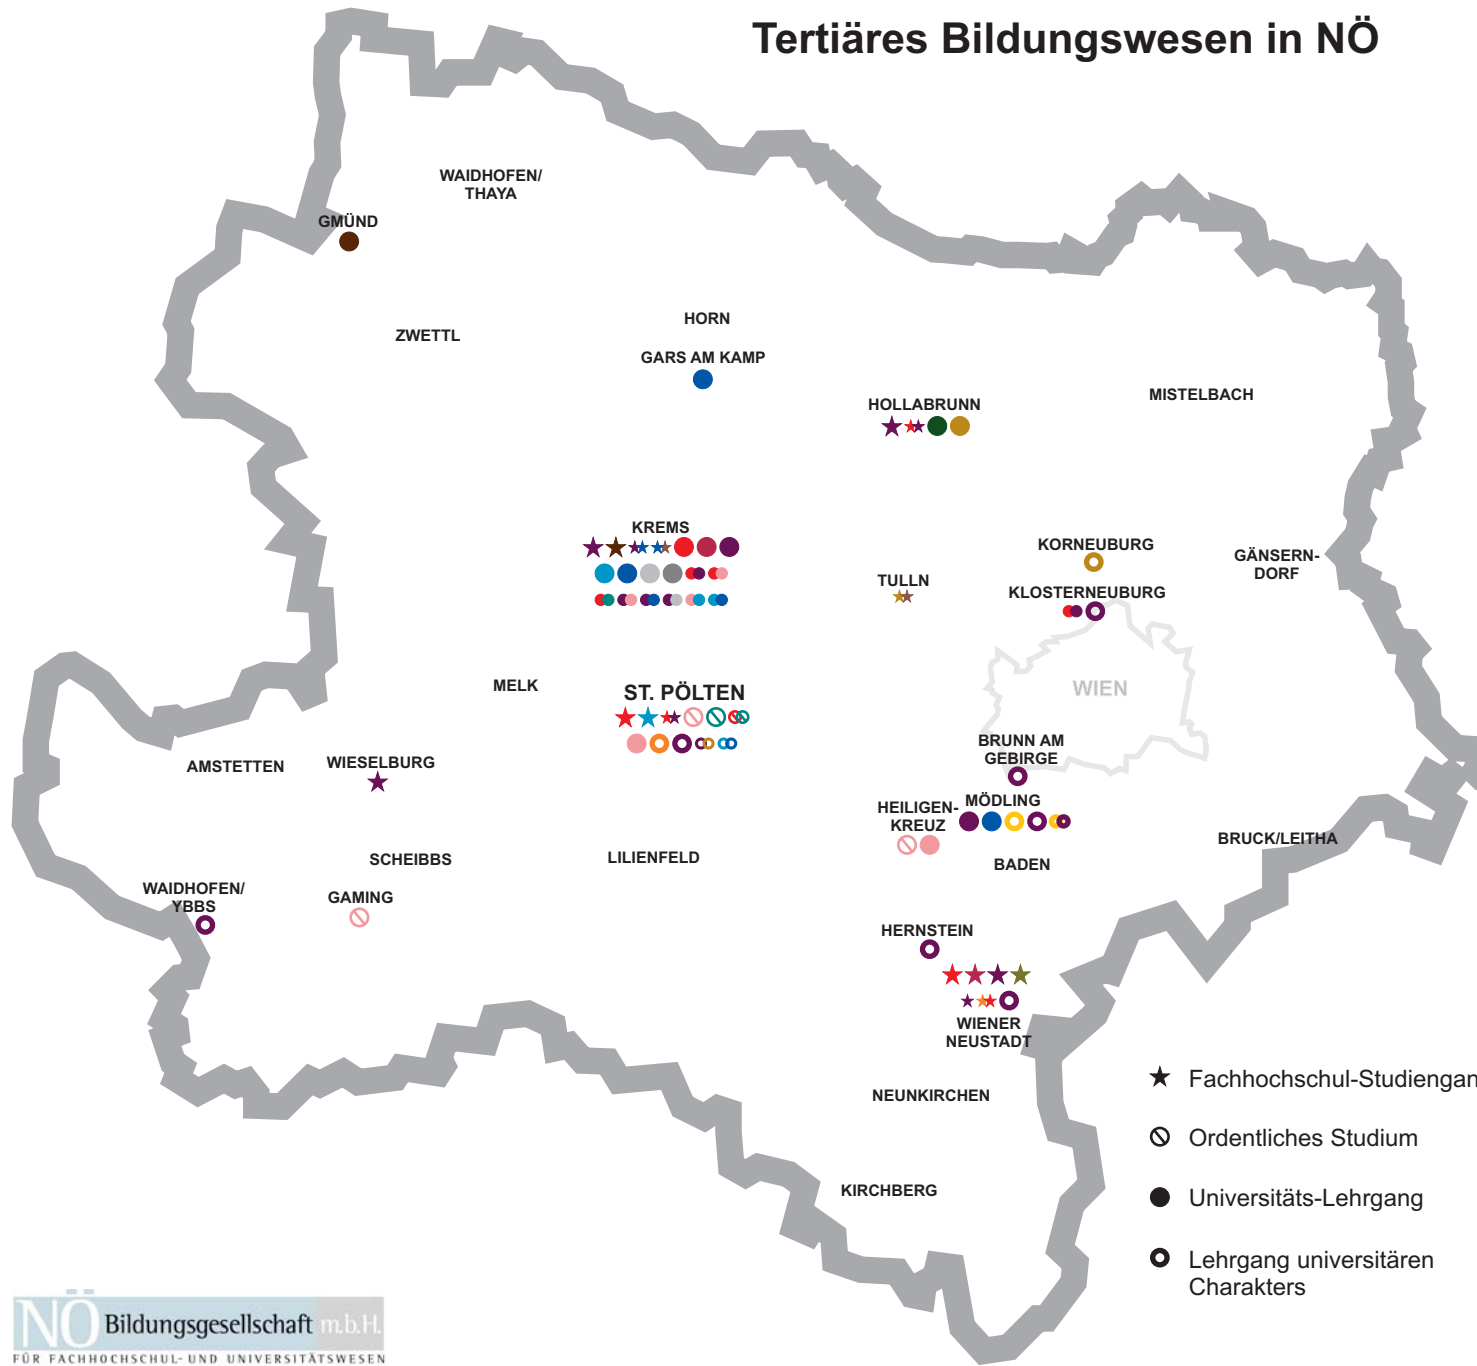 Tertiäres Bildungswesen in NÖ
WAIDHOFEN/
THAYA
GMÜND
ZWETTL
HORN
GARS AM KAMP
HOLLABRUNN
MISTELBACH
KREMS
TULLN
KORNEUBURG
KLOSTERNEUBURG
GÄNSERN-
DORF
MELK
ST. PÖLTEN
WIEN
AMSTETTEN
WIESELBURG
BRUNN AM
GEBIRGE
HEILIGEN-
KREUZ
MÖDLING
BADEN
BRUCK/LEITHA
SCHEIBBS
LILIENFELD
WAIDHOFEN/
YBBS
GAMING
HERNSTEIN
WIENER
NEUSTADT
NEUNKIRCHEN
KIRCHBERG
Fachhochschul-Studiengan
Ordentliches Studium
Universitäts-Lehrgang
Lehrgang universitären
Charakters
NÖ Bildungsgesellschaft m.b.H.
FÜR FACHHOCHSCHUL- UND UNIVERSITÄTSWESEN